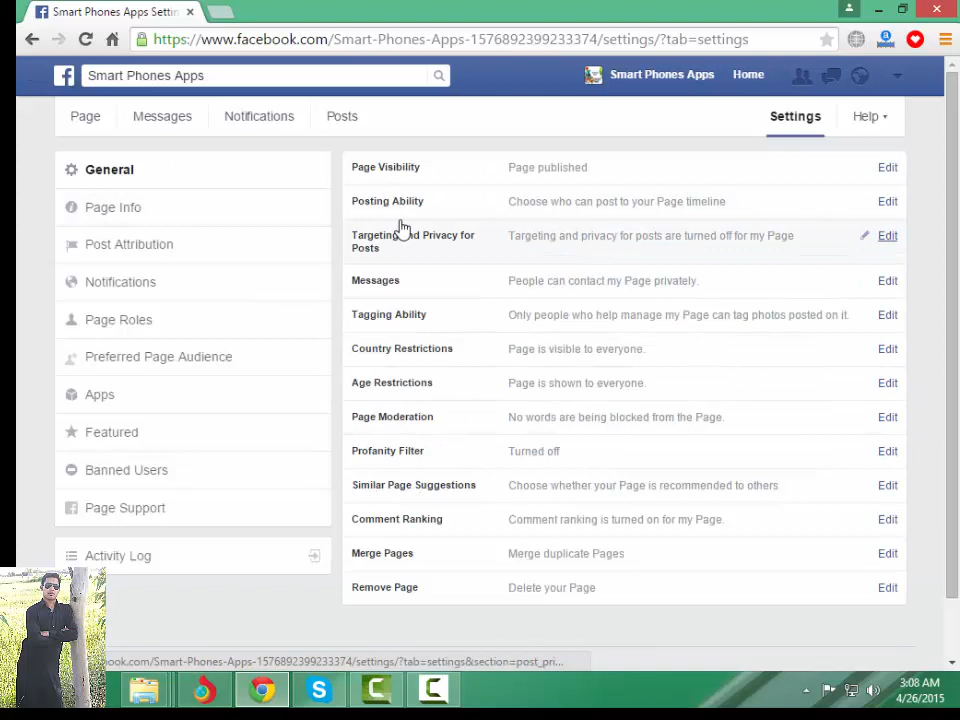 Smart Phones Apps Settin
https://www.facebook.com/Smart-Phones-Apps-1576892399233374/settings/?tab=settings
Smart Phones Apps
Smart Phones Apps
Home
Page
Messages
Notifications
Posts
Settings
Help
General
Page Info
Post Attribution
Notifications
Page Roles
Preferred Page Audience
Apps
Featured
Banned Users
Page Support
Activity Log
Page Visibility Page published Edit
Posting Ability Choose who can post to your Page timeline Edit
Targeting and Privacy for Targeting and privacy for posts are turned off for my Page Edit
Posts
Messages People can contact my Page privately. Edit
Tagging Ability Only people who help manage my Page can tag photos posted on it. Edit
Country Restrictions Page is visible to everyone. Edit
Age Restrictions Page is shown to everyone. Edit
Page Moderation No words are being blocked from the Page. Edit
Profanity Filter Turned off Edit
Similar Page Suggestions Choose whether your Page is recommended to others Edit
Comment Ranking Comment ranking is turned on for my Page. Edit
Merge Pages Merge duplicate Pages Edit
Remove Page Delete your Page Edit
book.com/Smart-Phones-Apps-1576892399233374/settings/?tab=settings&section=post_pri...
3:08 AM
4/26/2015